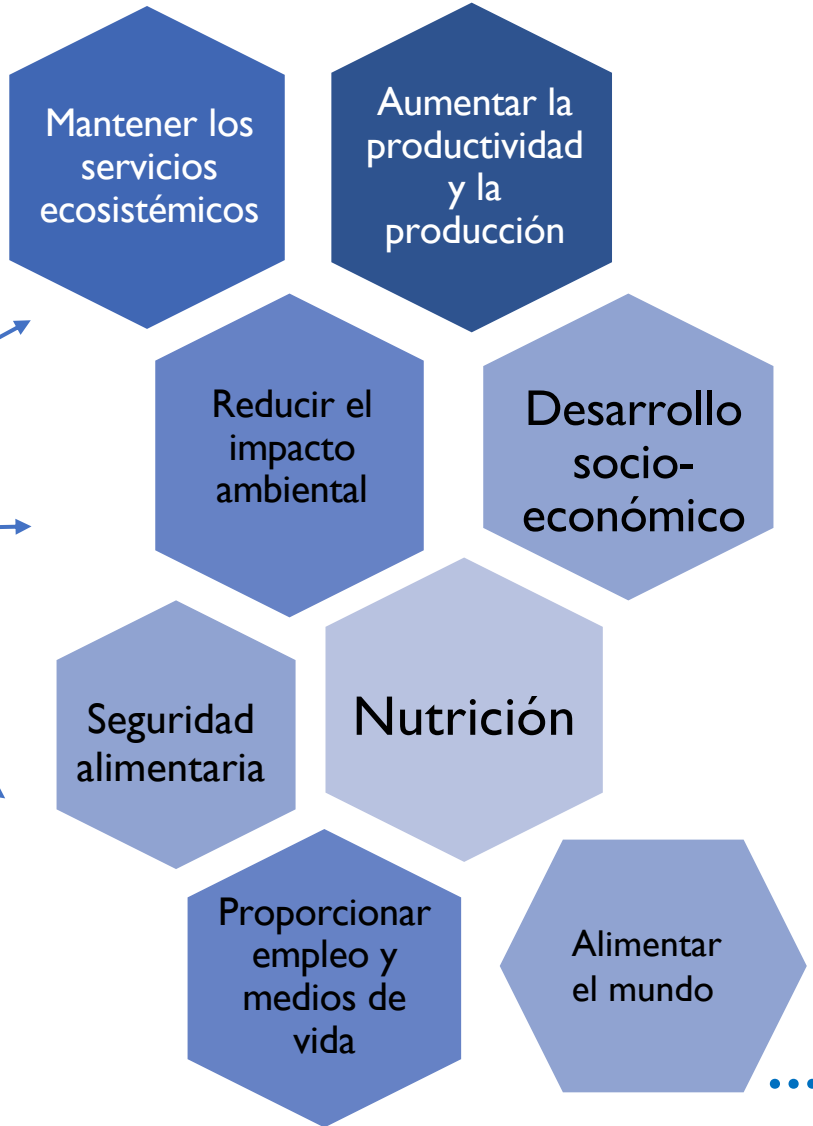 Mantener los
servicios
ecosistémicos
Aumentar la
productividad
y la
producción
Reducir el
impacto
ambiental
Desarrollo
socio-
económico
Seguridad
alimentaria
Nutrición
Proporcionar
empleo y
medios de
vida
Alimentar
el mundo